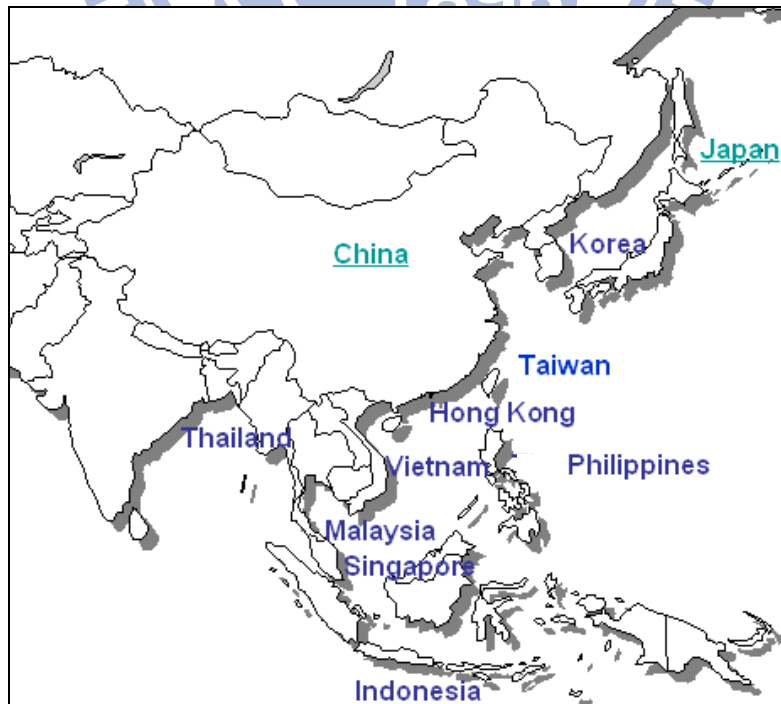 Japan
Korea
China
Taiwan
Hong Kong
Thailand
Vietnam
Philippines
Malaysia
Singapore
Indonesia